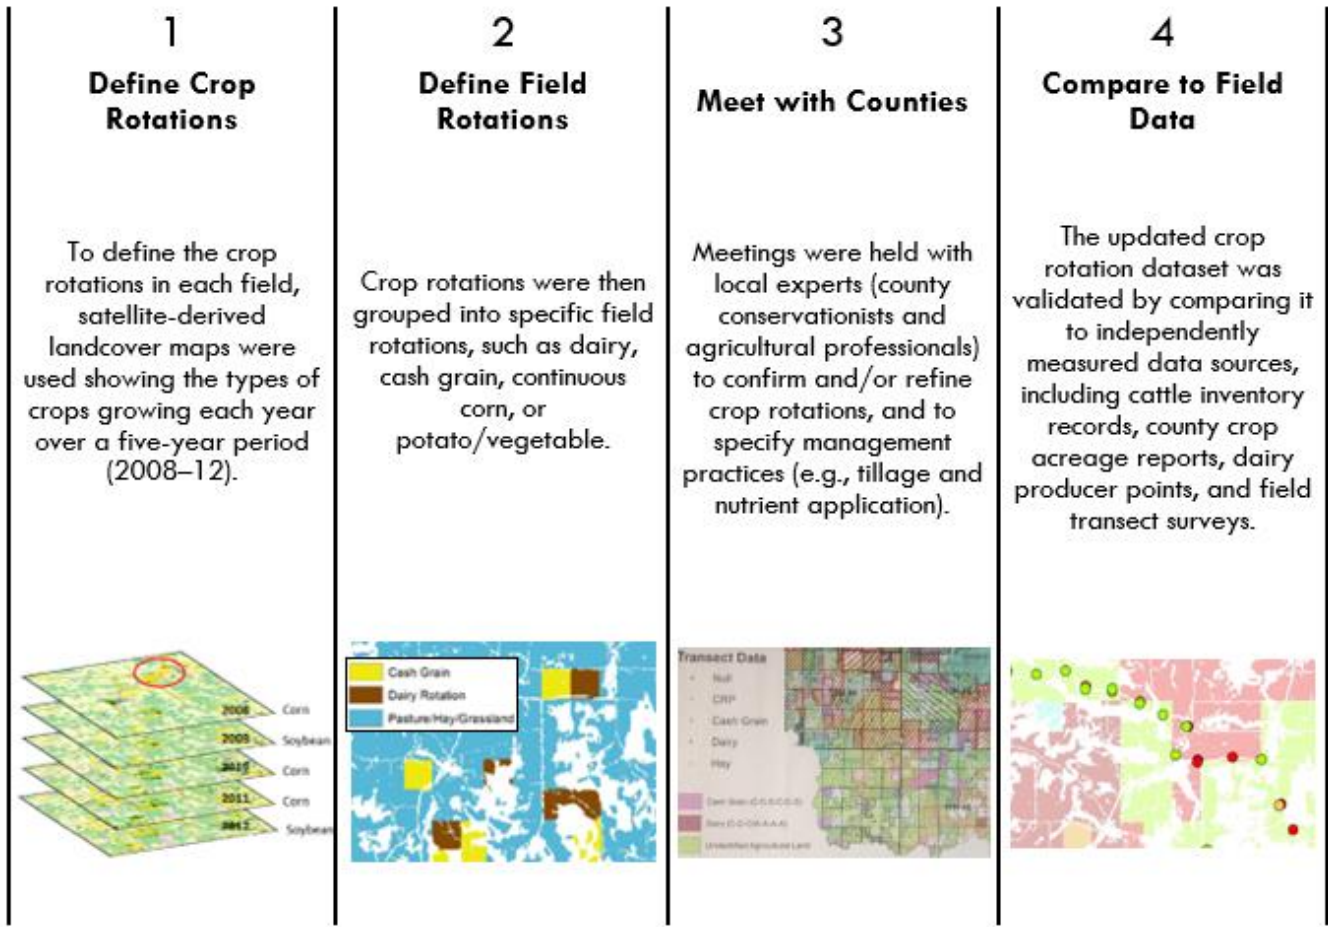 1
Define Crop
Rotations
To define the crop
rotations in each field,
satellite-derived
landcover maps were
used showing the types of
crops growing each year
over a five-year period
(2008–12).
2008 Corn
2009 Soybean
2010 Corn
2011 Corn
2012 Soybean
2
Define Field
Rotations
Crop rotations were then
grouped into specific field
rotations, such as dairy,
cash grain, continuous
corn, or
potato/vegetable.
Cash Grain
Dairy Rotation
Pasture/Hay/Grassland
3
Meet with Counties
Meetings were held with
local experts (county
conservationists and
agricultural professionals)
to confirm and/or refine
crop rotations, and to
specify management
practices (e.g., tillage and
nutrient application).
Transect Data
Null
CRP
Cash Grain
Dairy
Hay
Unidentified Agricultural Land
4
Compare to Field
Data
The updated crop
rotation dataset was
validated by comparing it
to independently
measured data sources,
including cattle inventory
records, county crop
acreage reports, dairy
producer points, and field
transect surveys.